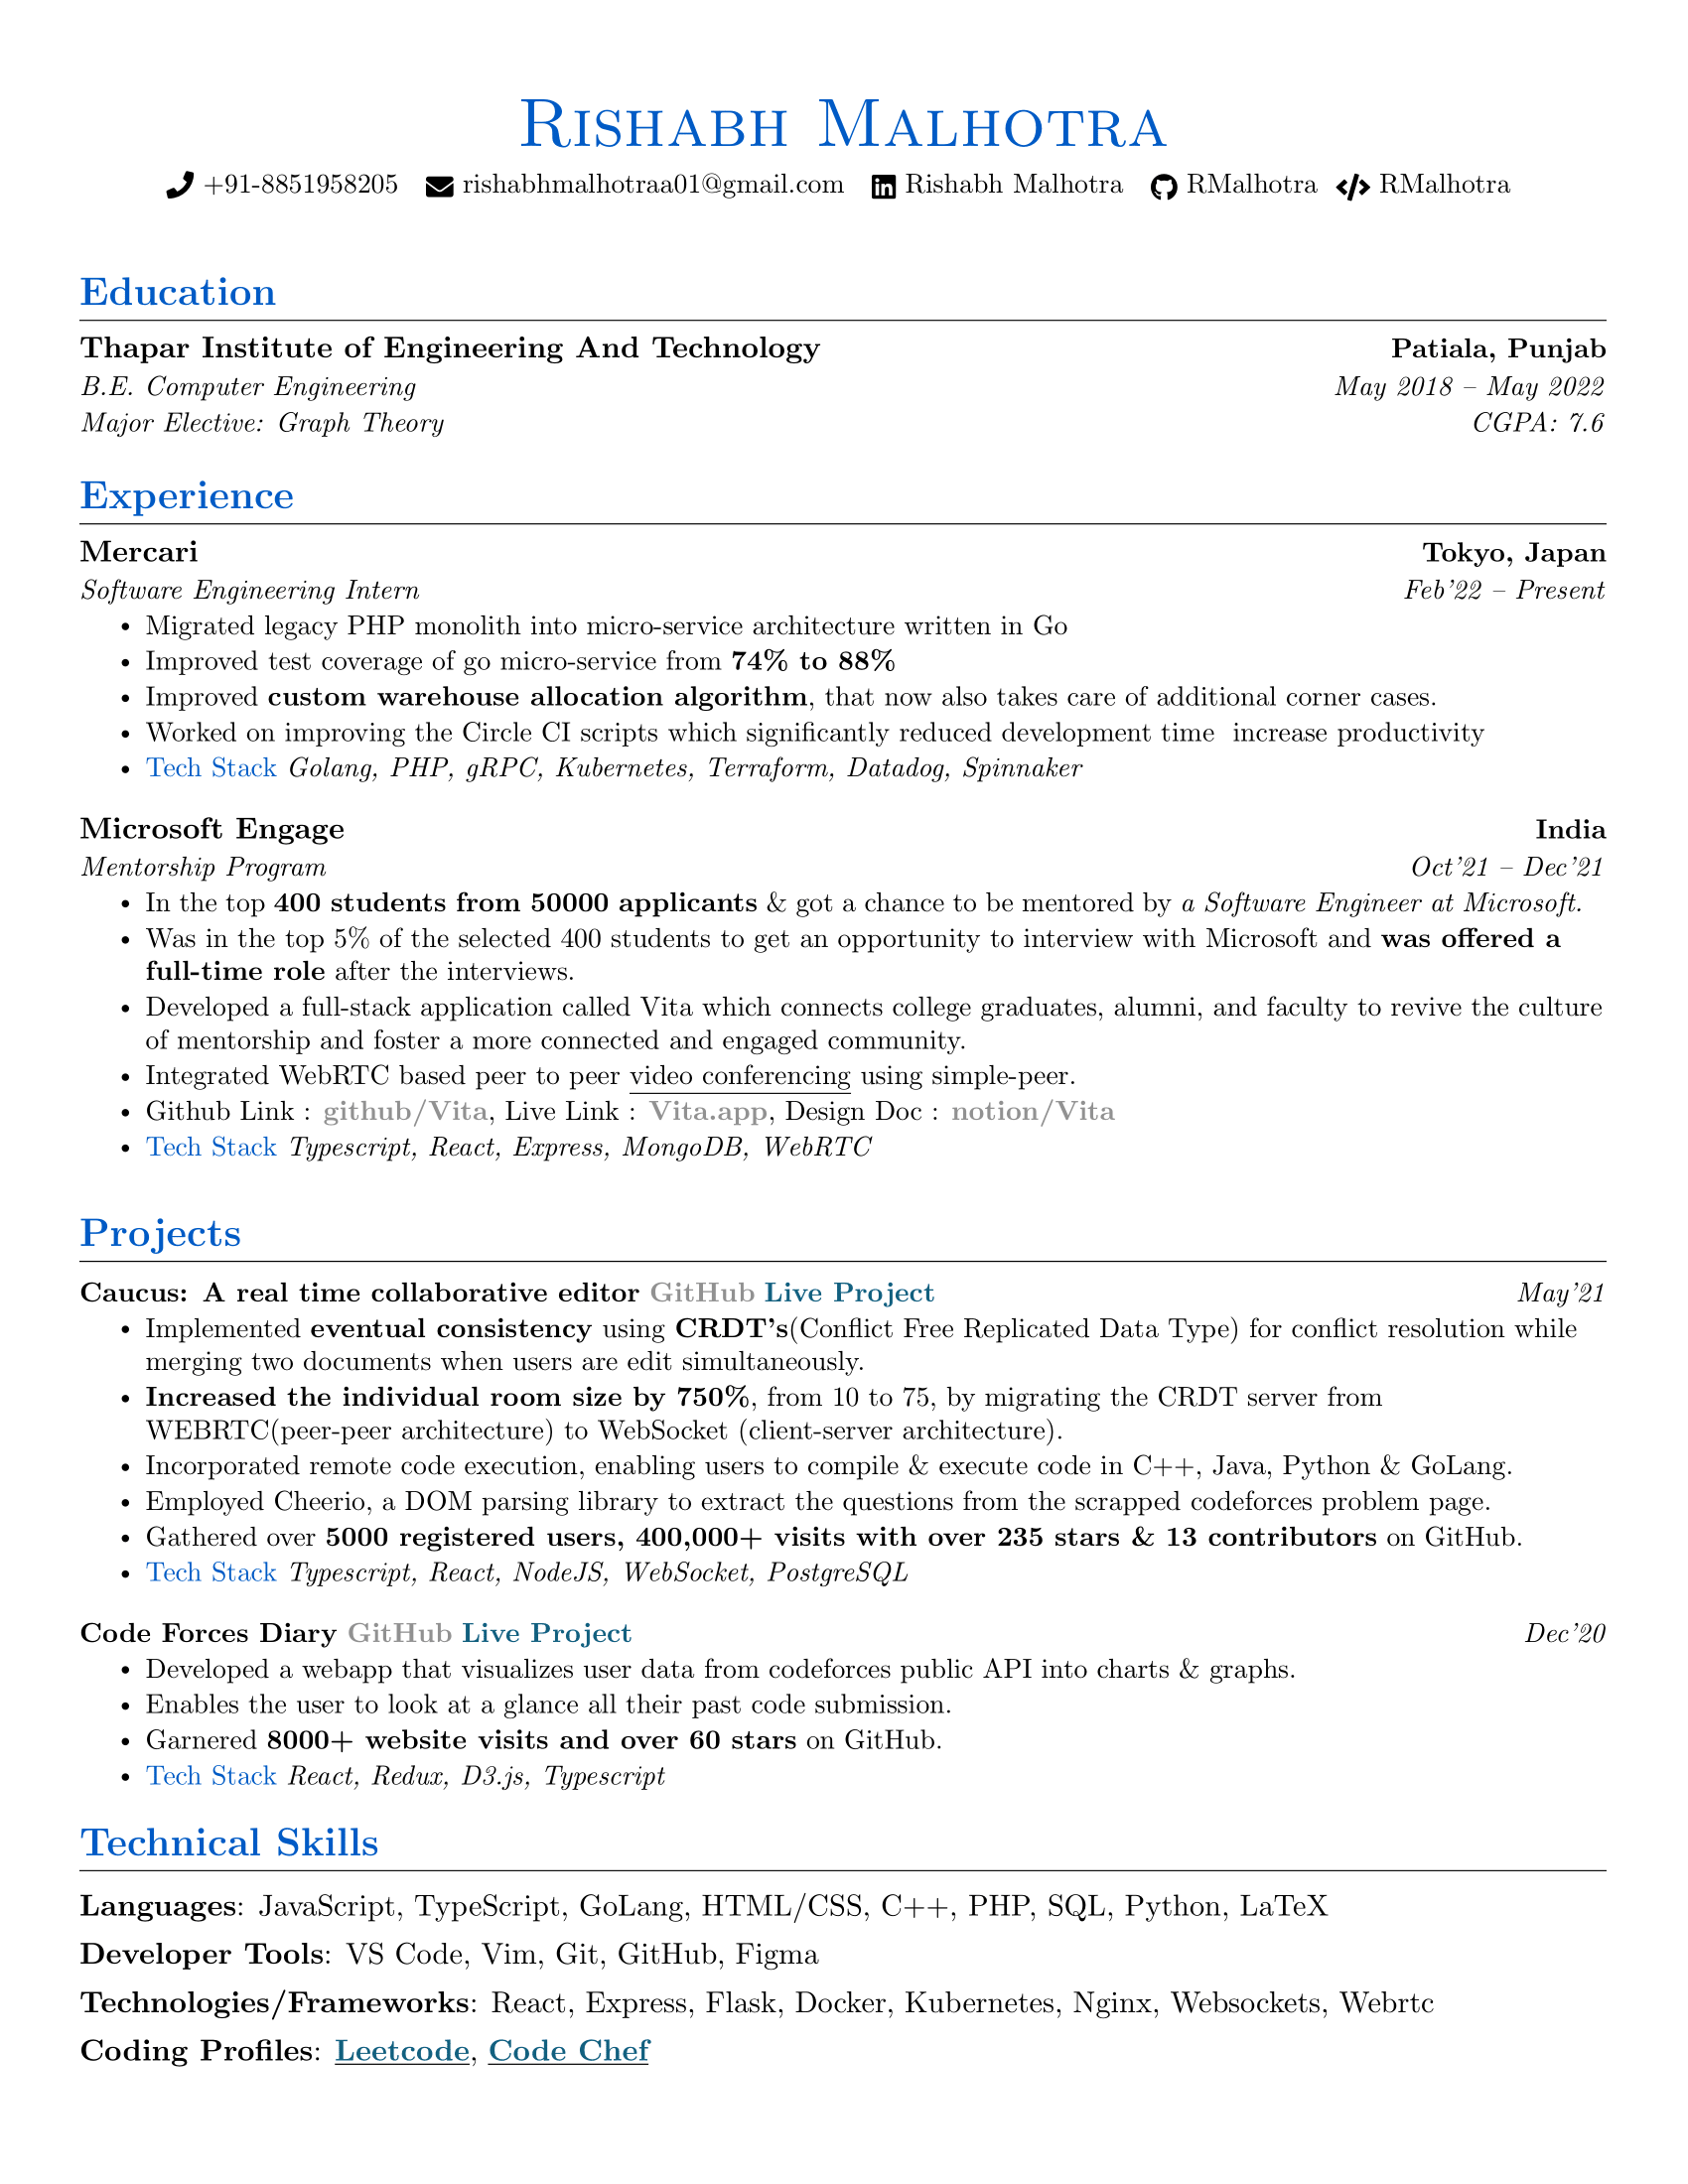 Rishabh Malhotra
+91-8851958205 rishabhmalhotraa01@gmail.com Rishabh Malhotra RMalhotra RMalhotra
Education
Thapar Institute of Engineering And Technology Patiala, Punjab
B.E. Computer Engineering May 2018 – May 2022
Major Elective: Graph Theory CGPA: 7.6
Experience
Mercari Tokyo, Japan
Software Engineering Intern Feb'22 – Present
• Migrated legacy PHP monolith into micro-service architecture written in Go
• Improved test coverage of go micro-service from 74% to 88%
• Improved custom warehouse allocation algorithm, that now also takes care of additional corner cases.
• Worked on improving the Circle CI scripts which significantly reduced development time increase productivity
• Tech Stack Golang, PHP, gRPC, Kubernetes, Terraform, Datadog, Spinnaker
Microsoft Engage India
Mentorship Program Oct'21 – Dec'21
• In the top 400 students from 50000 applicants & got a chance to be mentored by a Software Engineer at Microsoft.
• Was in the top 5% of the selected 400 students to get an opportunity to interview with Microsoft and was offered a
full-time role after the interviews.
• Developed a full-stack application called Vita which connects college graduates, alumni, and faculty to revive the culture
of mentorship and foster a more connected and engaged community.
• Integrated WebRTC based peer to peer video conferencing using simple-peer.
• Github Link : github/Vita, Live Link : Vita.app, Design Doc : notion/Vita
• Tech Stack Typescript, React, Express, MongoDB, WebRTC
Projects
Caucus: A real time collaborative editor GitHub Live Project May'21
• Implemented eventual consistency using CRDT's(Conflict Free Replicated Data Type) for conflict resolution while
merging two documents when users are edit simultaneously.
• Increased the individual room size by 750%, from 10 to 75, by migrating the CRDT server from
WEBRTC(peer-peer architecture) to WebSocket (client-server architecture).
• Incorporated remote code execution, enabling users to compile & execute code in C++, Java, Python & GoLang.
• Employed Cheerio, a DOM parsing library to extract the questions from the scrapped codeforces problem page.
• Gathered over 5000 registered users, 400,000+ visits with over 235 stars & 13 contributors on GitHub.
• Tech Stack Typescript, React, NodeJS, WebSocket, PostgreSQL
Code Forces Diary GitHub Live Project Dec'20
• Developed a webapp that visualizes user data from codeforces public API into charts & graphs.
• Enables the user to look at a glance all their past code submission.
• Garnered 8000+ website visits and over 60 stars on GitHub.
• Tech Stack React, Redux, D3.js, Typescript
Technical Skills
Languages: JavaScript, TypeScript, GoLang, HTML/CSS, C++, PHP, SQL, Python, LaTeX
Developer Tools: VS Code, Vim, Git, GitHub, Figma
Technologies/Frameworks: React, Express, Flask, Docker, Kubernetes, Nginx, Websockets, Webrtc
Coding Profiles: Leetcode, Code Chef